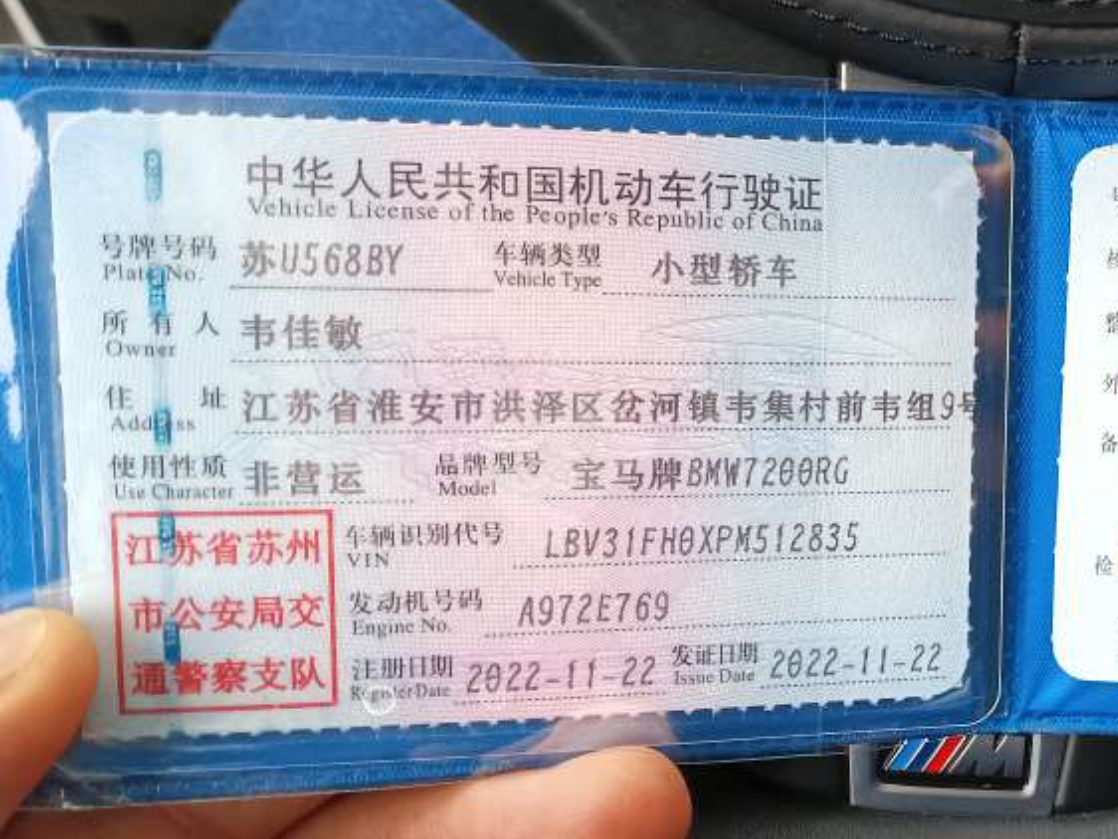 中华人民共和国机动车行驶证
Vehicle License of the People's Republic of China
号牌号码 苏U568BY 车辆类型 小型轿车
Plate No. Vehicle Type
所有人 韦佳敏
Owner
住址 江苏省淮安市洪泽区岔河镇韦集村前韦组9号
Address
使用性质 非营运 品牌型号 宝马牌BMW7200RG
Use Character Model
江苏省苏州 车辆识别代号 LBV31FH0XPM512835
VIN
市公安局交 发动机号码 A972E769
Engine No.
通警察支队 注册日期 2022-11-22 发证日期 2022-11-22
Register Date Issue Date
备
检
M